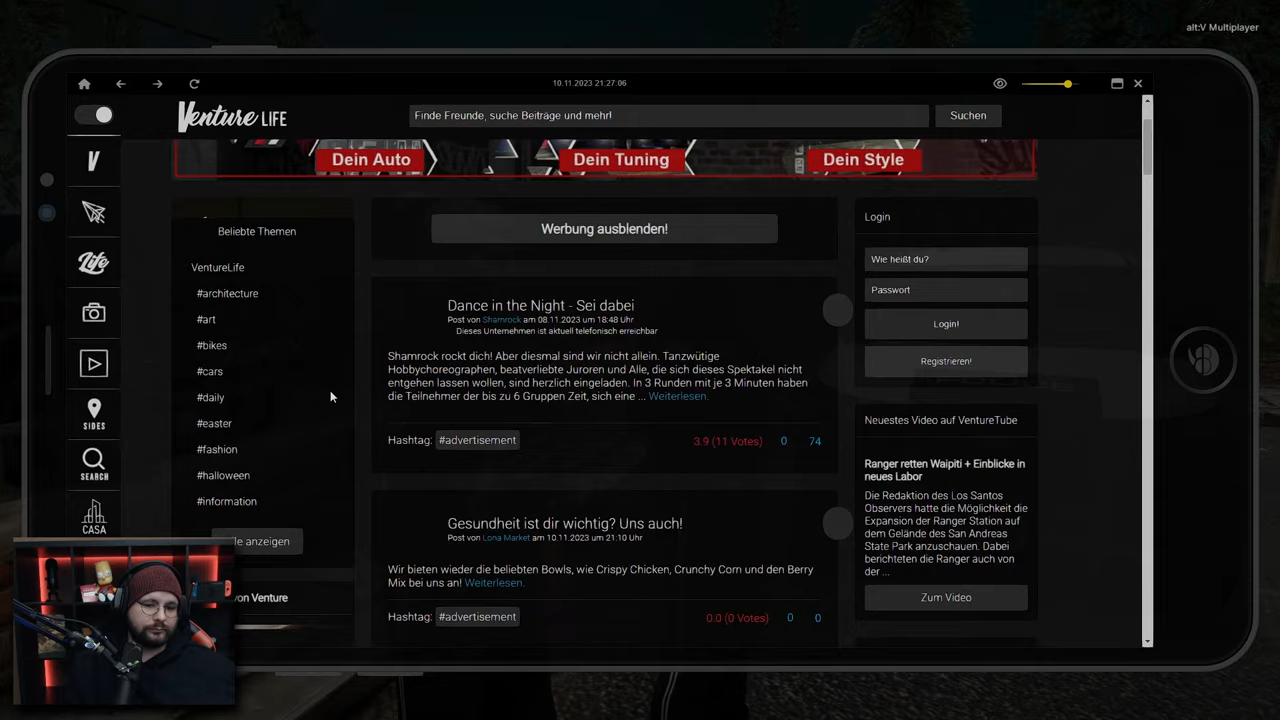 alt:V Multiplayer
10.11.2023 21:27:06
Venture LIFE
Finde Freunde, suche Beiträge und mehr!
Suchen
Dein Auto
Dein Tuning
Dein Style
V
Life
SIDES
SEARCH
CASA
Beliebte Themen
VentureLife
#architecture
#art
#bikes
#cars
#daily
#easter
#fashion
#halloween
#information
lle anzeigen
von Venture
Werbung ausblenden!
Dance in the Night - Sei dabei
Post von Shamrock am 08.11.2023 um 18:48 Uhr
Dieses Unternehmen ist aktuell telefonisch erreichbar
Shamrock rockt dich! Aber diesmal sind wir nicht allein. Tanzwütige
Hobbychoreographen, beatverliebte Juroren und Alle, die sich dieses Spektakel nicht
entgehen lassen wollen, sind herzlich eingeladen. In 3 Runden mit je 3 Minuten haben
die Teilnehmer der bis zu 6 Gruppen Zeit, sich eine ... Weiterlesen.
Hashtag: #advertisement
3.9 (11 Votes) 0 74
Gesundheit ist dir wichtig? Uns auch!
Post von Lona Market am 10.11.2023 um 21:10 Uhr
Wir bieten wieder die beliebten Bowls, wie Crispy Chicken, Crunchy Corn und den Berry
Mix bei uns an! Weiterlesen.
Hashtag: #advertisement
0.0 (0 Votes) 0 0
Login
Wie heißt du?
Passwort
Login!
Registrieren!
Neuestes Video auf VentureTube
Ranger retten Waipiti + Einblicke in
neues Labor
Die Redaktion des Los Santos
Observers hatte die Möglichkeit die
Expansion der Ranger Station auf
dem Gelände des San Andreas
State Park anzuschauen. Dabei
berichteten die Ranger auch von
der ...
Zum Video